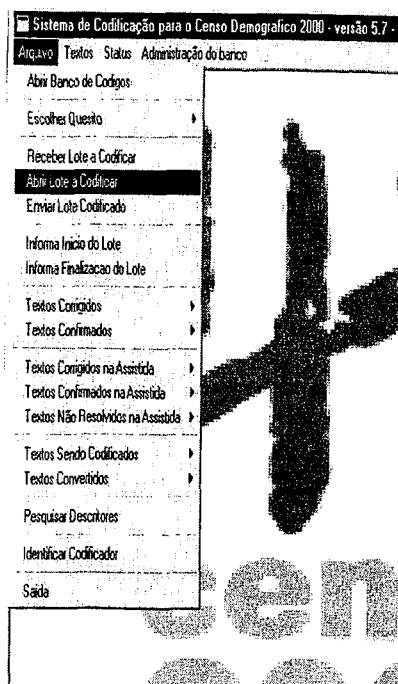 Sistema de Codificação para o Censo Demografico 2000 - versão 5.7 -
Arquivo Textos Status Administração do banco
Abrir Banco de Codigos
Escolher Quesito
Receber Lote a Codificar
Abrir Lote a Codificar
Enviar Lote Codificado
Informa Inicio do Lote
Informa Finalizacao do Lote
Textos Corrigidos
Textos Confirmados
Textos Corrigidos na Assistida
Textos Confirmados na Assistida
Textos Não Resolvidos na Assistida
Textos Sendo Codificados
Textos Convertidos
Pesquisar Descritores
Identificar Codificador
Saida
cen